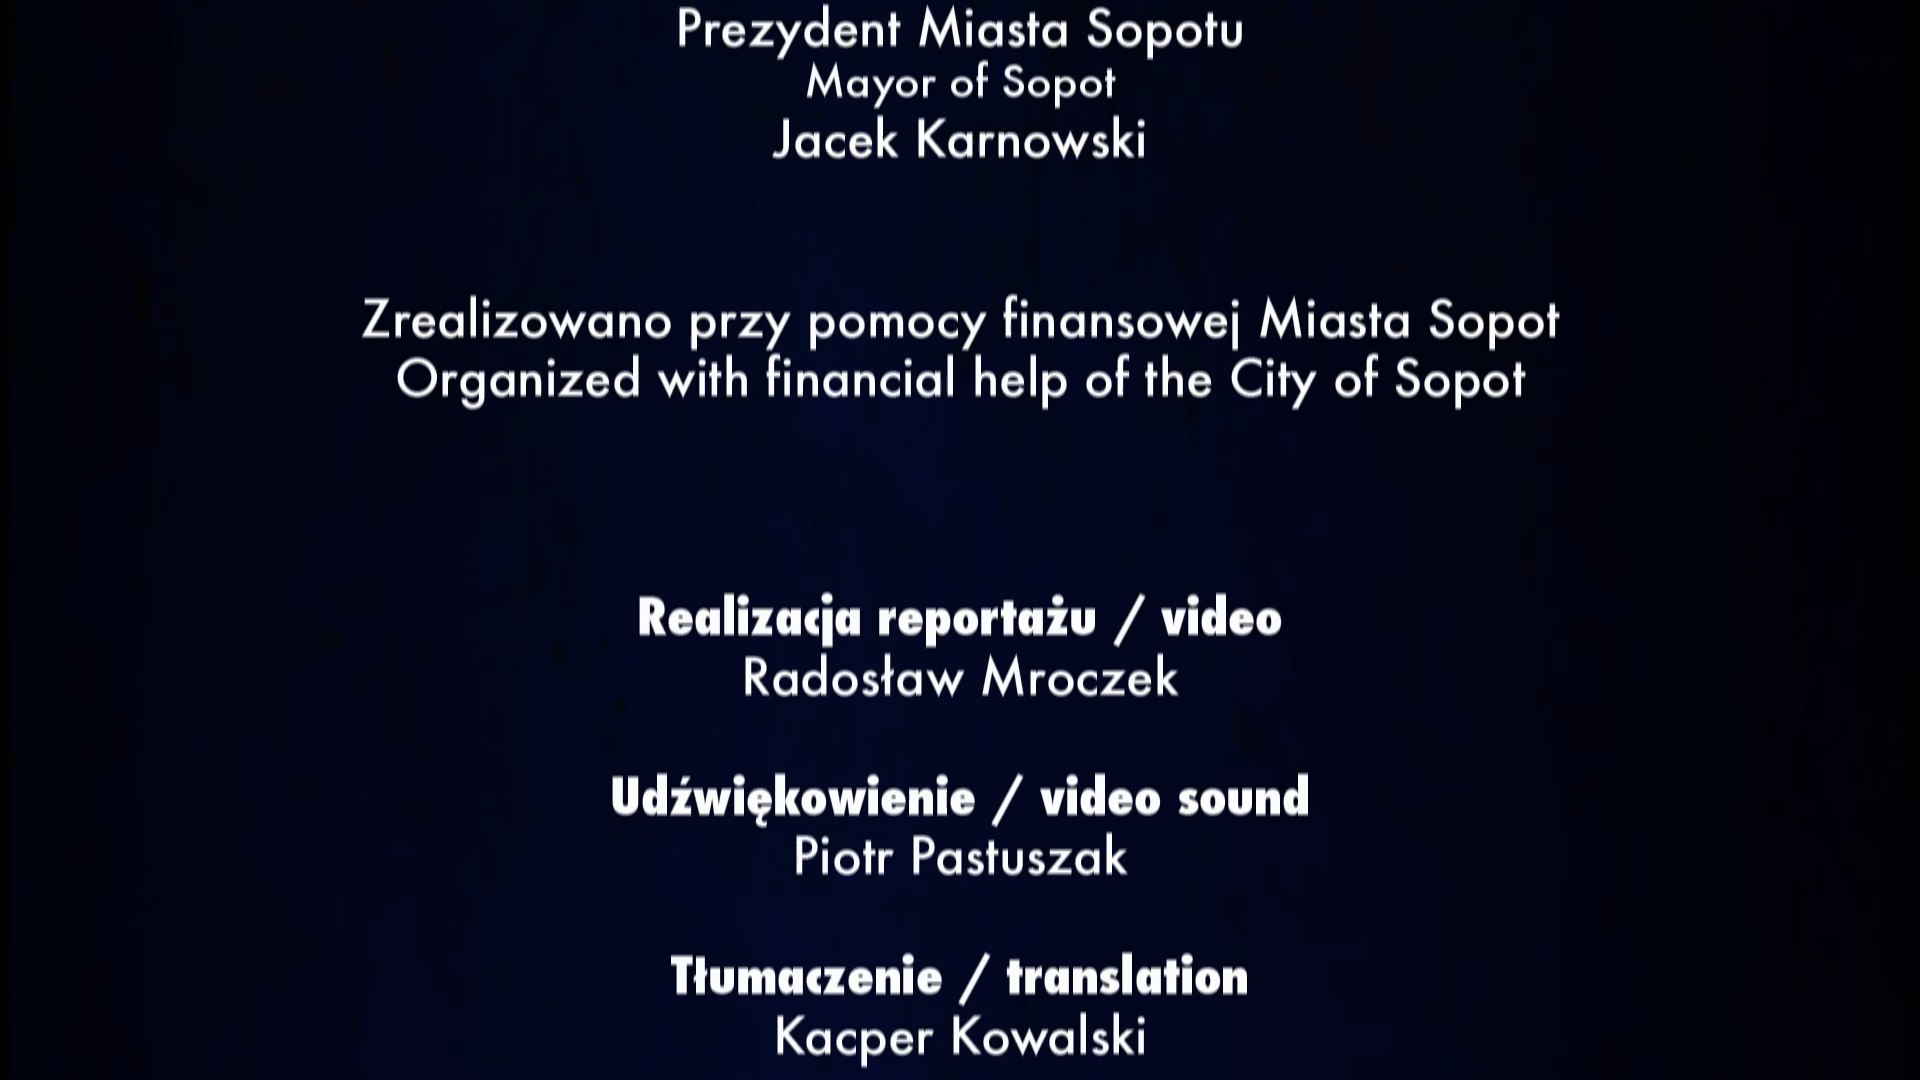 Prezydent Miasta Sopotu
Mayor of Sopot
Jacek Karnowski
Zrealizowano przy pomocy finansowej Miasta Sopot
Organized with financial help of the City of Sopot
Realizacja reportażu / video
Radosław Mroczek
Udźwiękowienie / video sound
Piotr Pastuszak
Tłumaczenie / translation
Kacper Kowalski